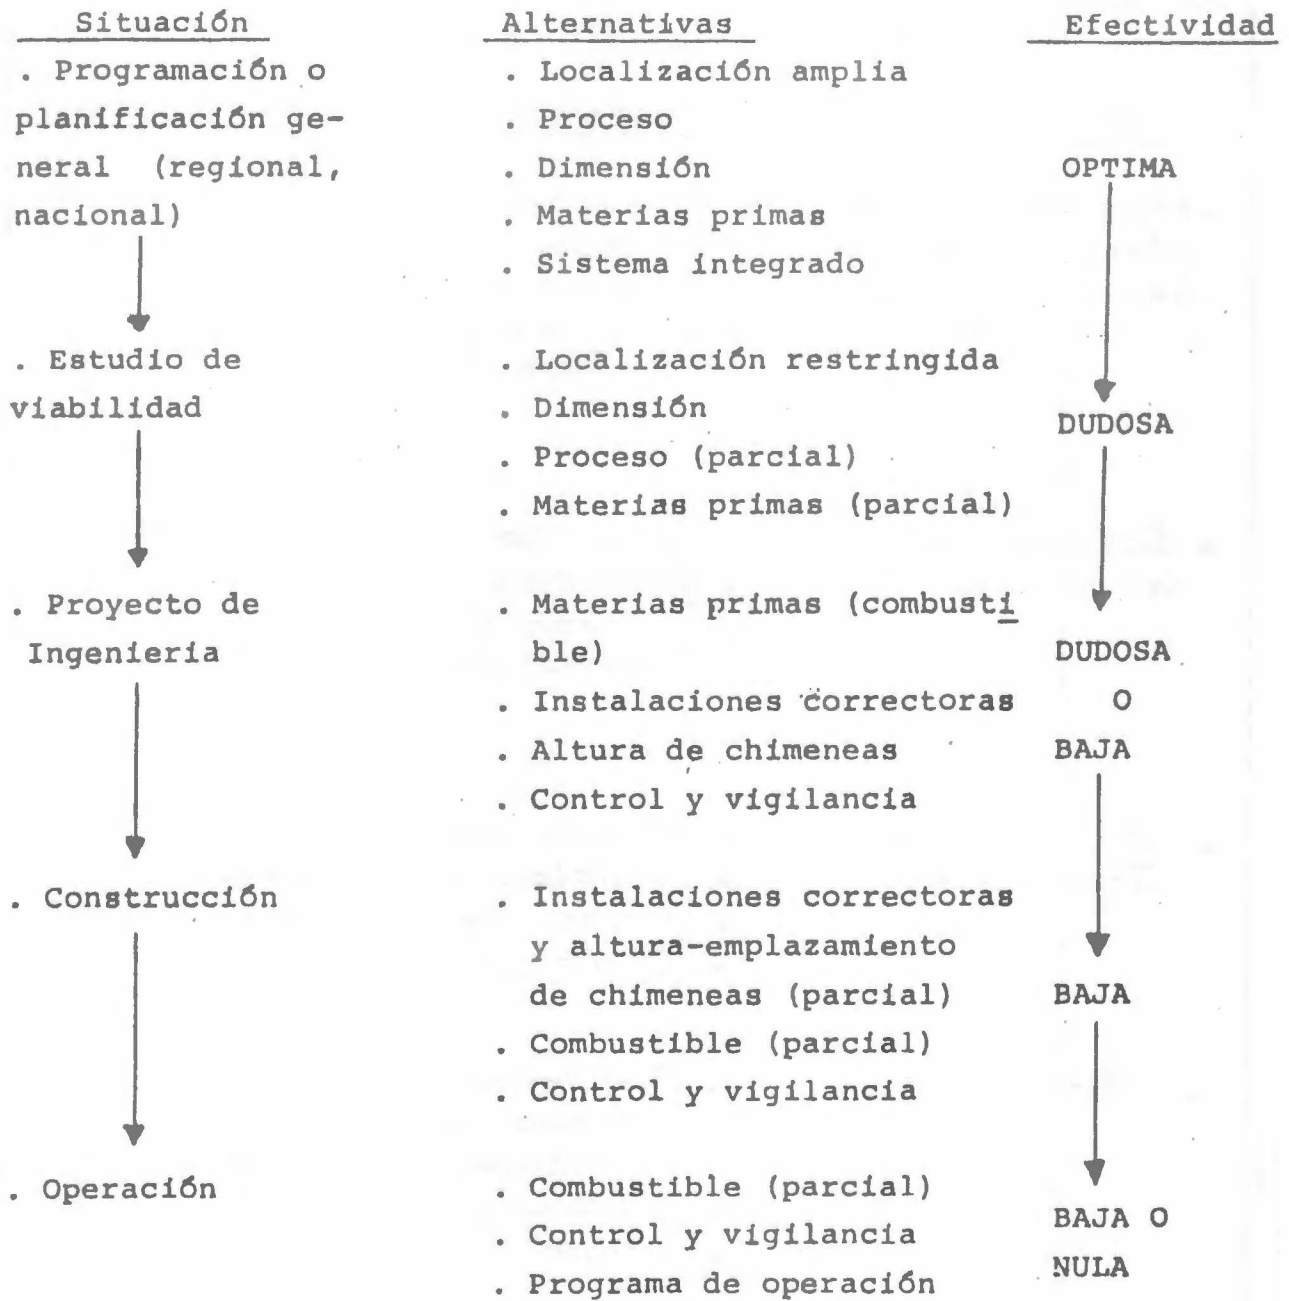 Situación Alternativas Efectividad
. Programación o
planificación ge-
neral (regional,
nacional)
. Localización amplia
. Proceso
. Dimensión
. Materias primas
. Sistema integrado
OPTIMA
. Estudio de
viabilidad
. Localización restringida
. Dimensión
. Proceso (parcial)
. Materias primas (parcial)
DUDOSA
. Proyecto de
Ingenieria
. Materias primas (combusti
ble)
. Instalaciones correctoras
. Altura de chimeneas
. Control y vigilancia
DUDOSA
O
BAJA
. Construcción
. Instalaciones correctoras
y altura-emplazamiento
de chimeneas (parcial)
. Combustible (parcial)
. Control y vigilancia
BAJA
. Operación
. Combustible (parcial)
. Control y vigilancia
. Programa de operación
BAJA O
NULA